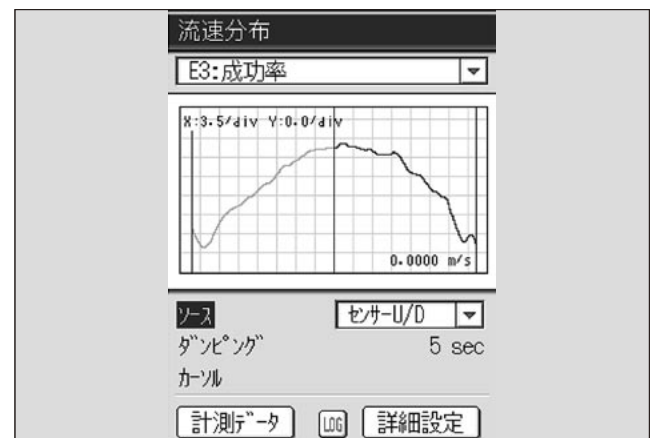 流速分布
E3:成功率
X:3.5/div Y:0.0/div
0.0000 m/s
ソース センサーU/D
ダンピング 5 sec
カーソル
計測データ LOG 詳細設定